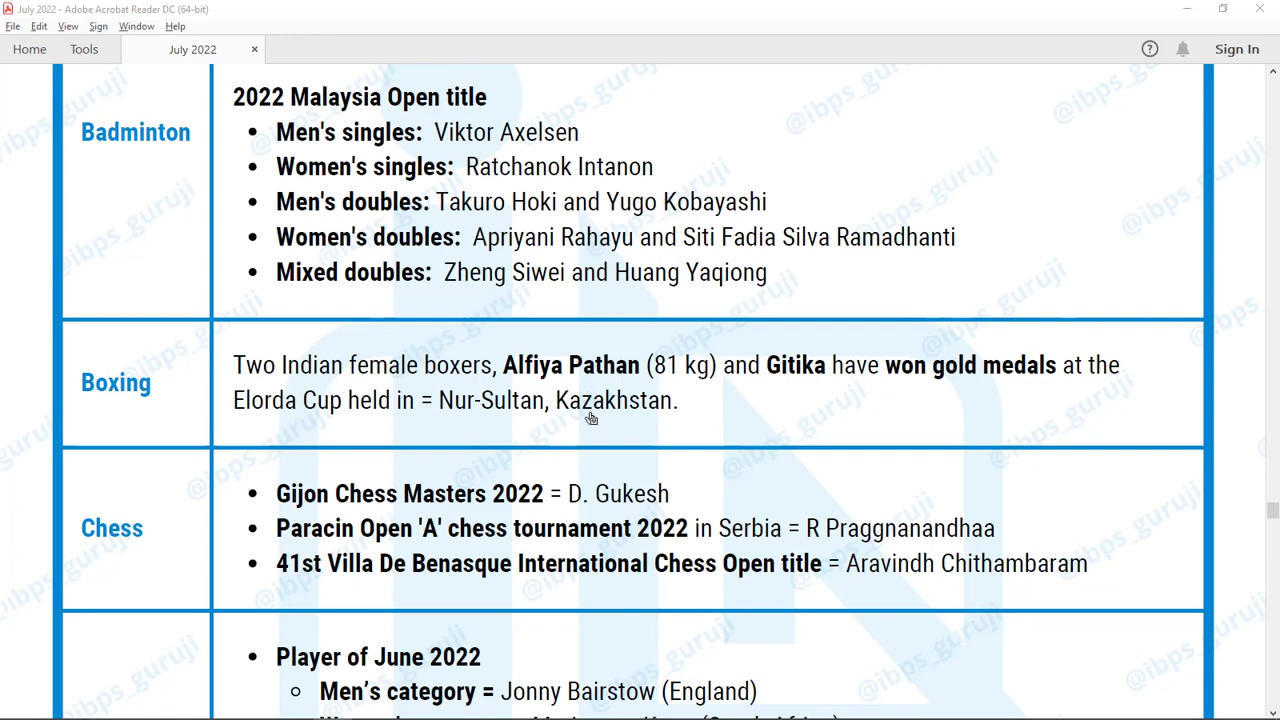 July 2022 - Adobe Acrobat Reader DC (64-bit)
File Edit View Sign Window Help
Home Tools July 2022 × ? Sign In
2022 Malaysia Open title
Badminton
• Men's singles: Viktor Axelsen
• Women's singles: Ratchanok Intanon
• Men's doubles: Takuro Hoki and Yugo Kobayashi
• Women's doubles: Apriyani Rahayu and Siti Fadia Silva Ramadhanti
• Mixed doubles: Zheng Siwei and Huang Yaqiong
Boxing
Two Indian female boxers, Alfiya Pathan (81 kg) and Gitika have won gold medals at the
Elorda Cup held in = Nur-Sultan, Kazakhstan.
Chess
• Gijon Chess Masters 2022 = D. Gukesh
• Paracin Open 'A' chess tournament 2022 in Serbia = R Praggnanandhaa
• 41st Villa De Benasque International Chess Open title = Aravindh Chithambaram
• Player of June 2022
○ Men’s category = Jonny Bairstow (England)
@ibps_guruji